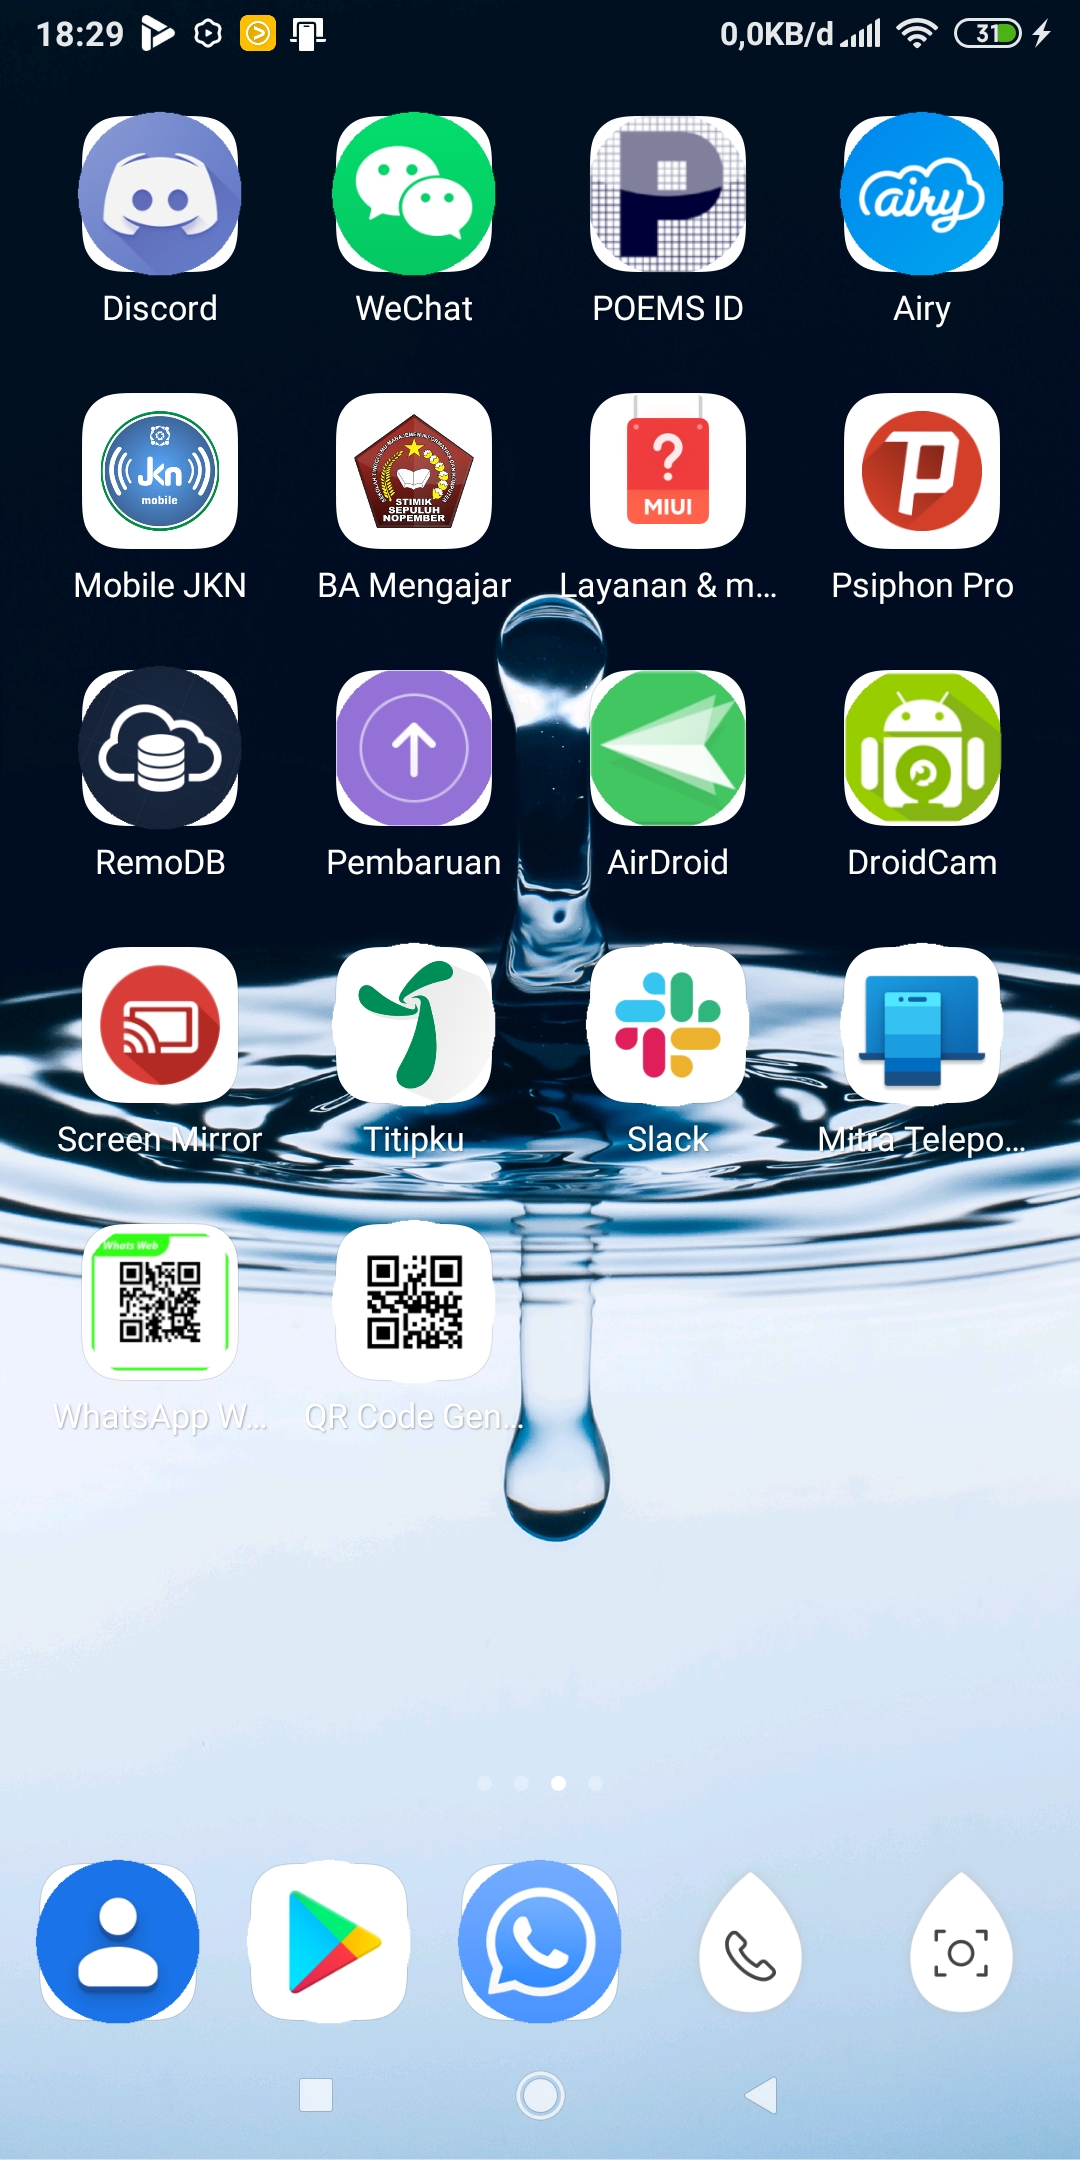 18:29 0,0KB/d 31
Discord WeChat POEMS ID Airy
airy
Jkn
mobile
STIMIK
SEPULUH
NOPEMBER
MIUI
Mobile JKN BA Mengajar Layanan & m... Psiphon Pro
RemoDB Pembaruan AirDroid DroidCam
Screen Mirror Titipku Slack Mitra Telepo...
Whats Web
WhatsApp W... QR Code Gen...